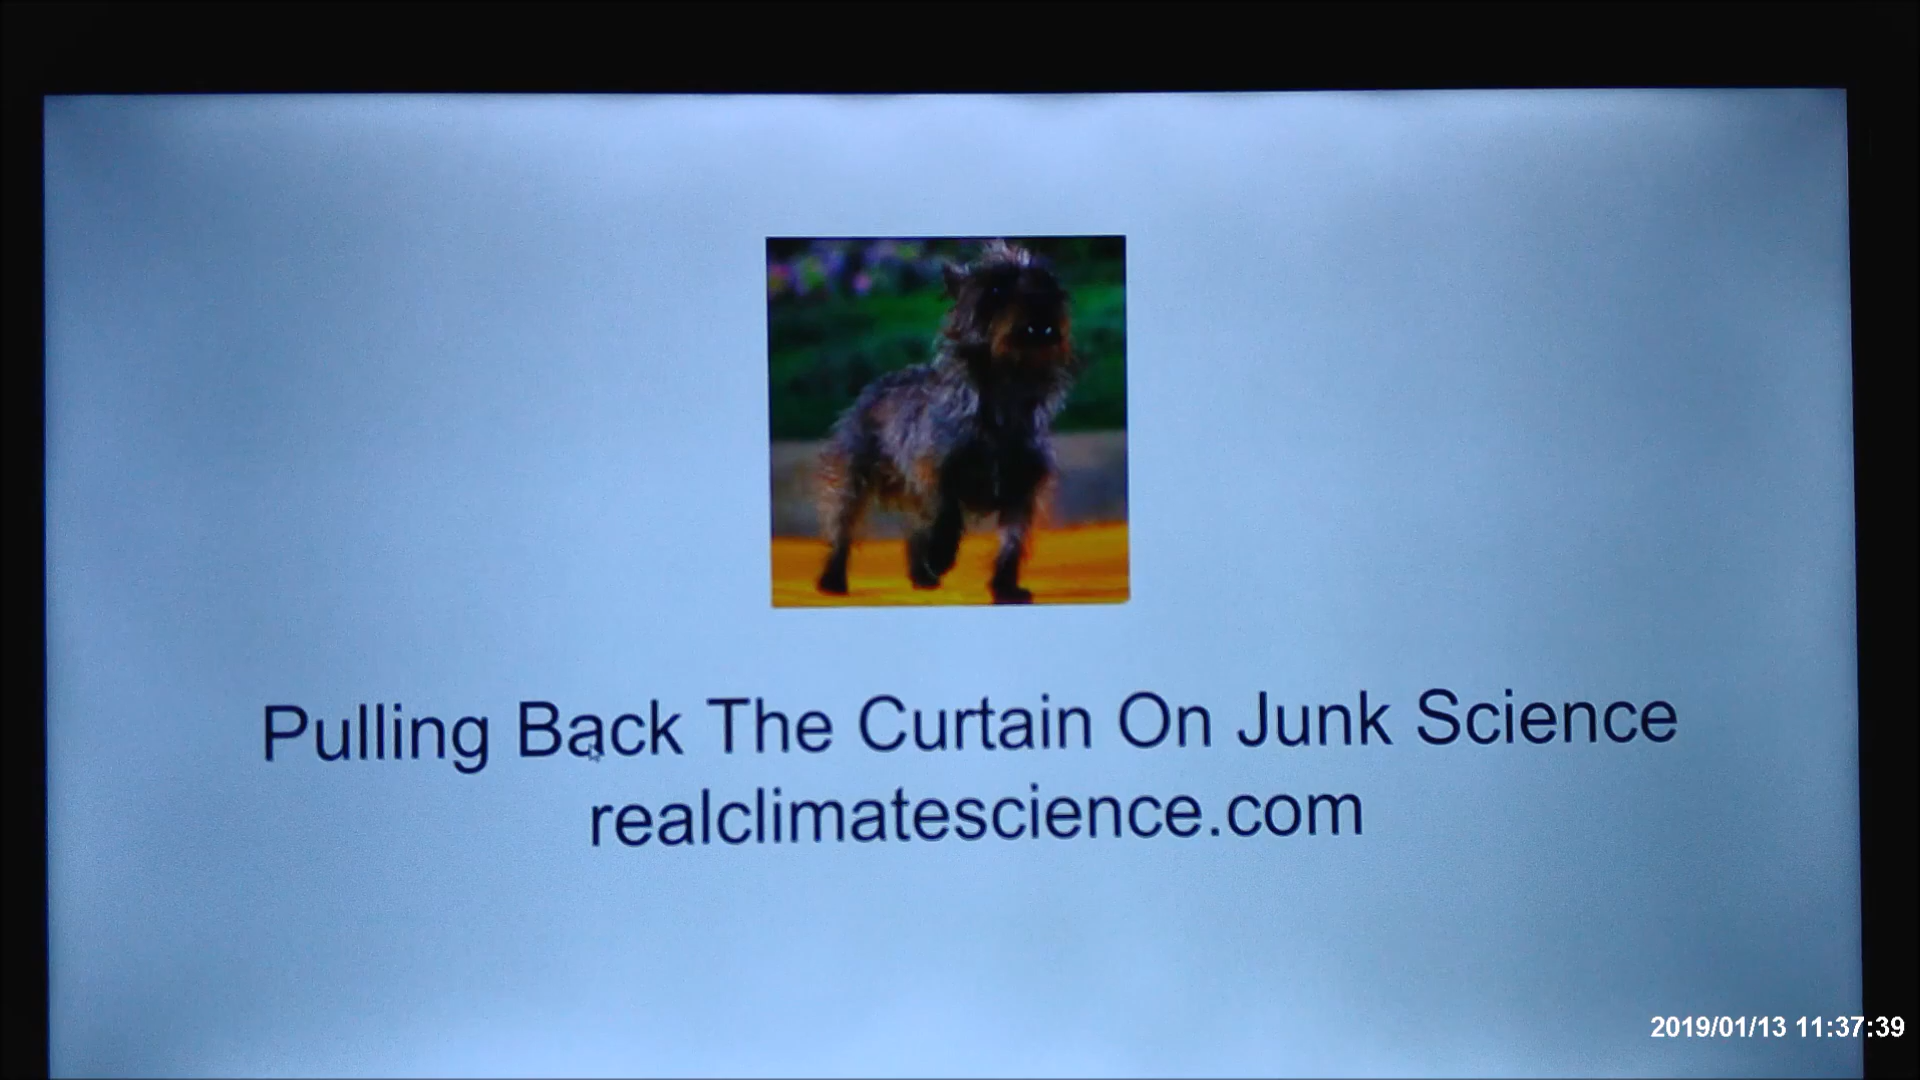 Pulling Back The Curtain On Junk Science
realclimatescience.com
2019/01/13 11:37:39